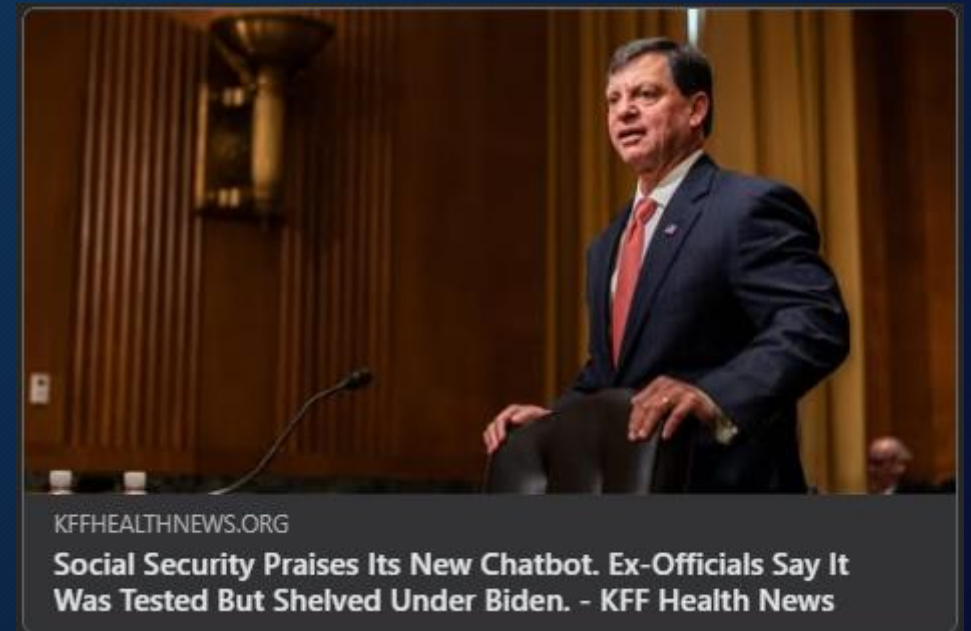 KFFHEALTHNEWS.ORG
Social Security Praises Its New Chatbot. Ex-Officials Say It
Was Tested But Shelved Under Biden. - KFF Health News